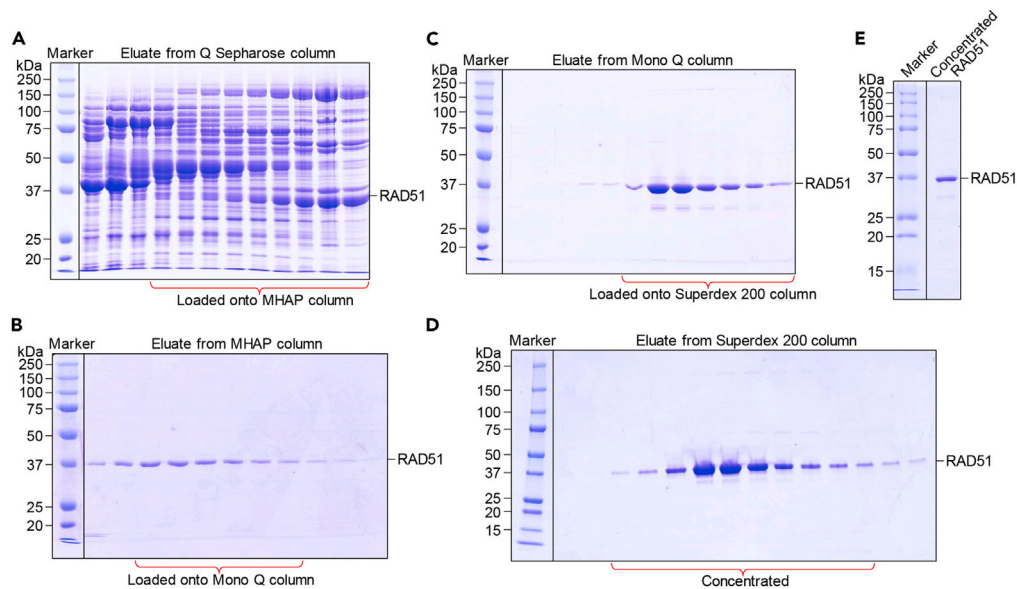 A
Marker Eluate from Q Sepharose column
kDa
250
150
100
75
50
37
25
20
RAD51
Loaded onto MHAP column
B
Marker Eluate from MHAP column
kDa
250
150
100
75
50
37
25
20
RAD51
Loaded onto Mono Q column
C
Marker Eluate from Mono Q column
kDa
250
150
100
75
50
37
25
20
RAD51
Loaded onto Superdex 200 column
D
Marker Eluate from Superdex 200 column
kDa
250
150
100
75
50
37
25
20
15
RAD51
Concentrated
E
Marker
Concentrated
RAD51
kDa
250
150
100
75
50
37
25
20
15
RAD51